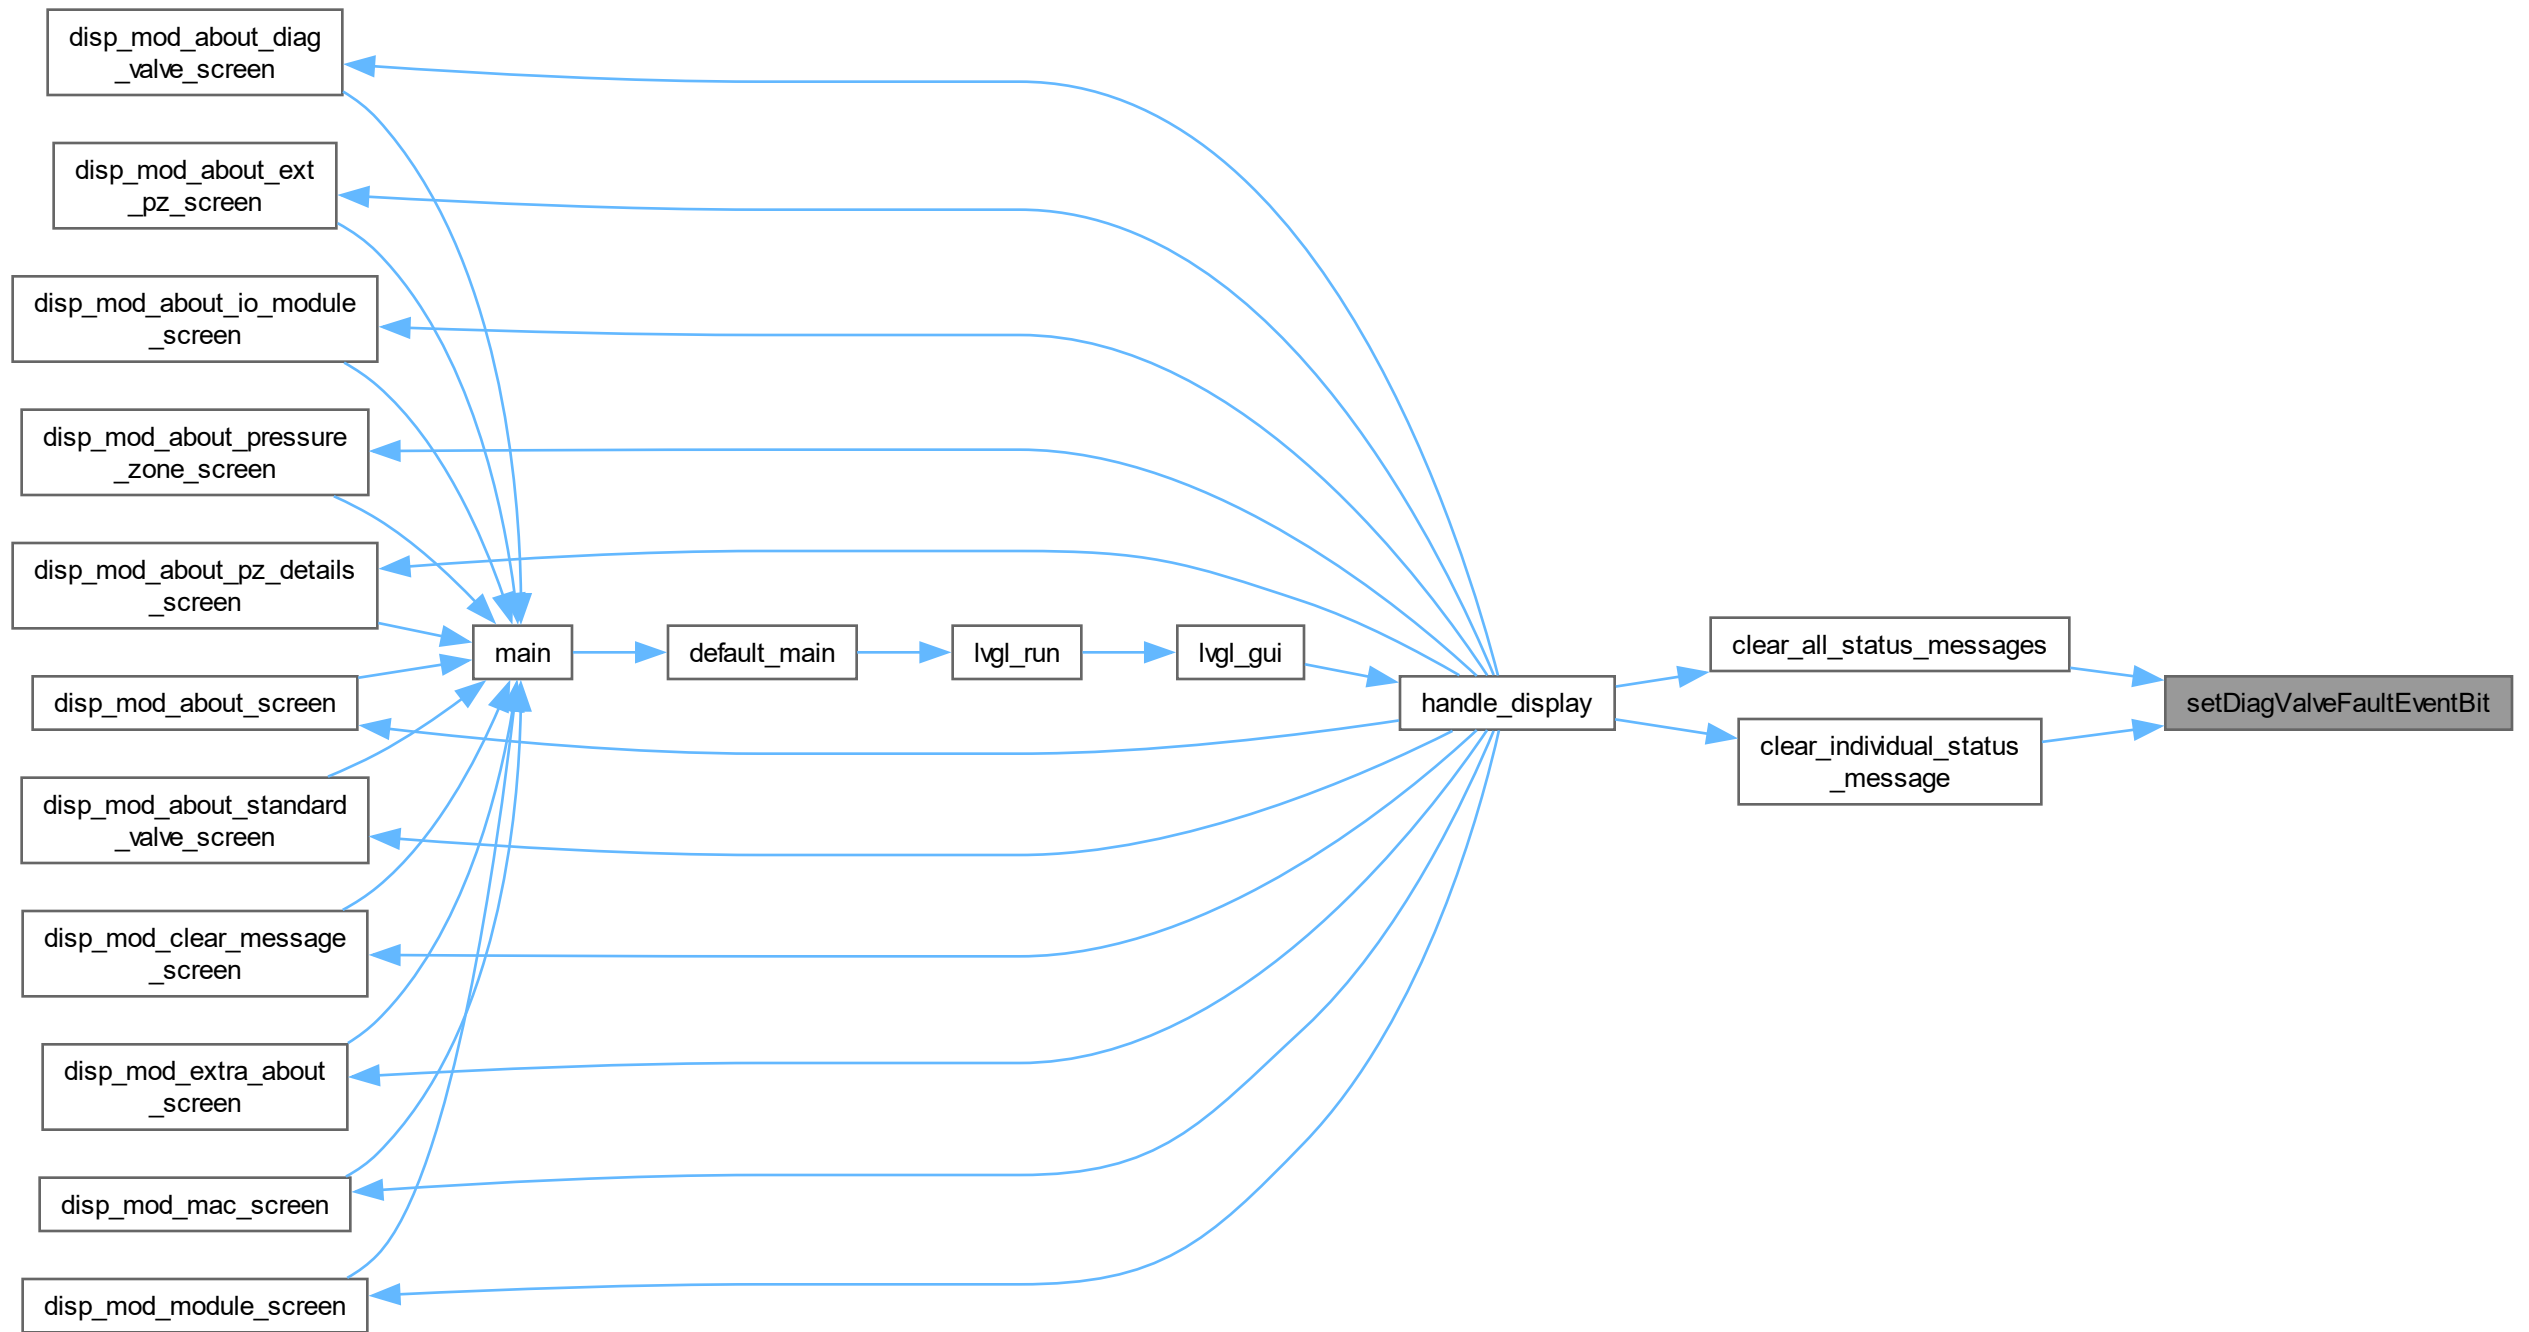 disp_mod_about_diag
_valve_screen
disp_mod_about_ext
_pz_screen
disp_mod_about_io_module
_screen
disp_mod_about_pressure
_zone_screen
disp_mod_about_pz_details
_screen
disp_mod_about_screen
disp_mod_about_standard
_valve_screen
disp_mod_clear_message
_screen
disp_mod_extra_about
_screen
disp_mod_mac_screen
disp_mod_module_screen
main
default_main
lvgl_run
lvgl_gui
handle_display
clear_all_status_messages
clear_individual_status
_message
setDiagValveFaultEventBit